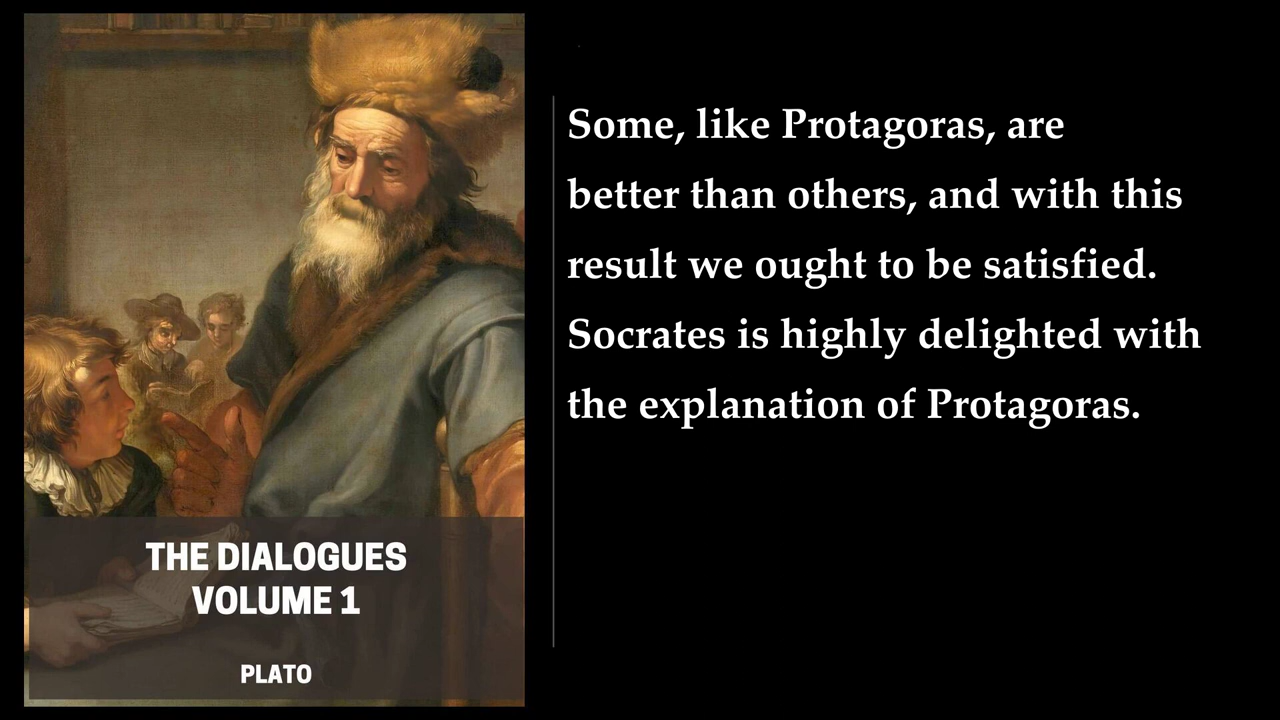 Some, like Protagoras, are
better than others, and with this
result we ought to be satisfied.
Socrates is highly delighted with
the explanation of Protagoras.
THE DIALOGUES
VOLUME 1
PLATO